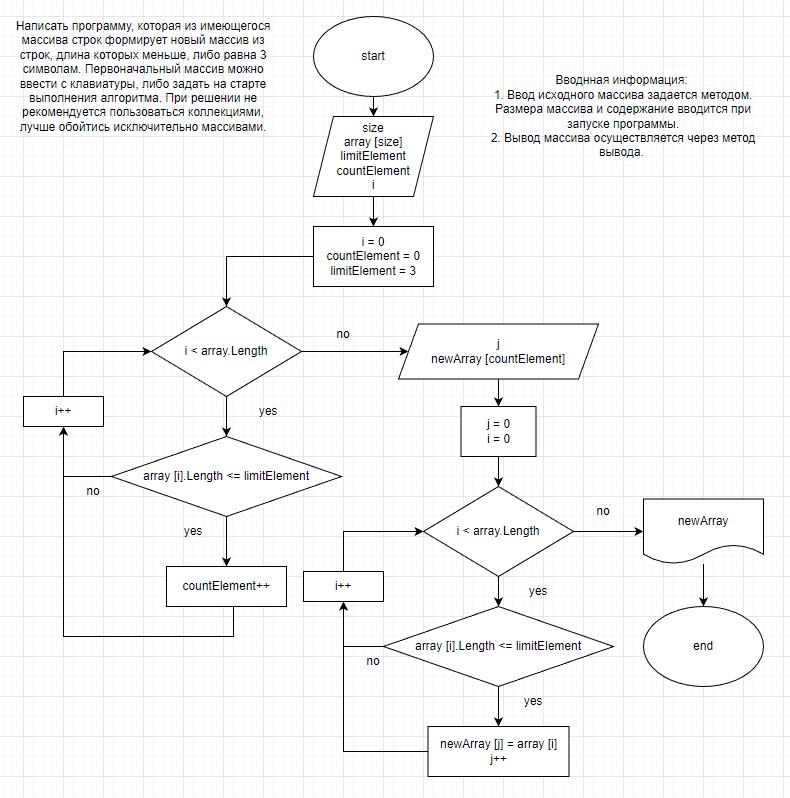 Написать программу, которая из имеющегося
массива строк формирует новый массив из
строк, длина которых меньше, либо равна 3
символам. Первоначальный массив можно
ввести с клавиатуры, либо задать на старте
выполнения алгоритма. При решении не
рекомендуется пользоваться коллекциями,
лучше обойтись исключительно массивами.
start
Вводнная информация:
1. Ввод исходного массива задается методом.
Размера массива и содержание вводится при
запуске программы.
2. Вывод массива осуществляется через метод
вывода.
size
array [size]
limitElement
countElement
i
i = 0
countElement = 0
limitElement = 3
i < array.Length
no
j
newArray [countElement]
i++
yes
j = 0
i = 0
array [i].Length <= limitElement
no
yes
countElement++
i < array.Length
no
newArray
i++
yes
array [i].Length <= limitElement
end
no
yes
newArray [j] = array [i]
j++